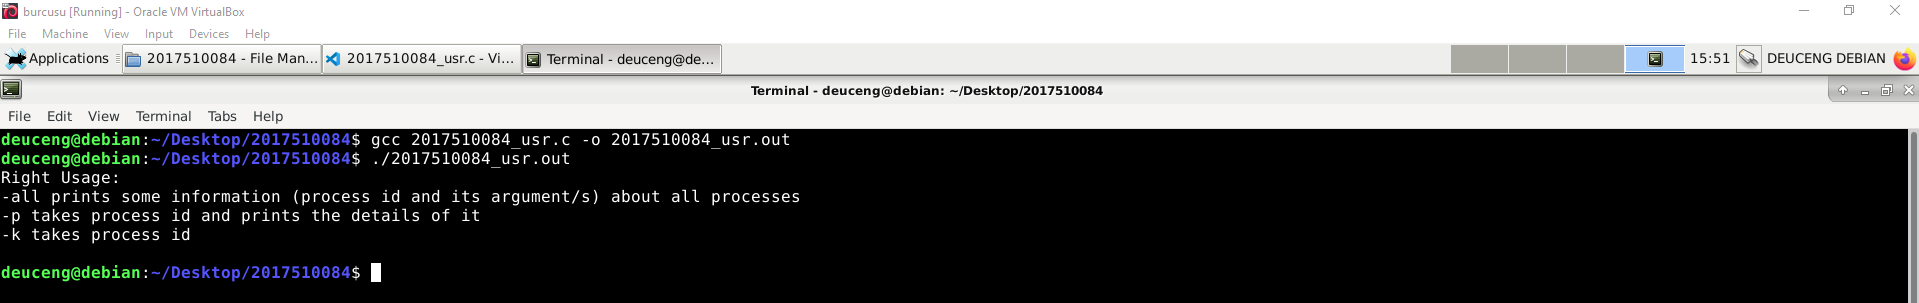 burcusu [Running] - Oracle VM VirtualBox
File Machine View Input Devices Help
Applications 2017510084 - File Man... 2017510084_usr.c - Vi... Terminal - deuceng@de... 15:51 DEUCENG DEBIAN
Terminal - deuceng@debian: ~/Desktop/2017510084
File Edit View Terminal Tabs Help
deuceng@debian:~/Desktop/2017510084$ gcc 2017510084_usr.c -o 2017510084_usr.out
deuceng@debian:~/Desktop/2017510084$ ./2017510084_usr.out
Right Usage:
-all prints some information (process id and its argument/s) about all processes
-p takes process id and prints the details of it
-k takes process id
deuceng@debian:~/Desktop/2017510084$